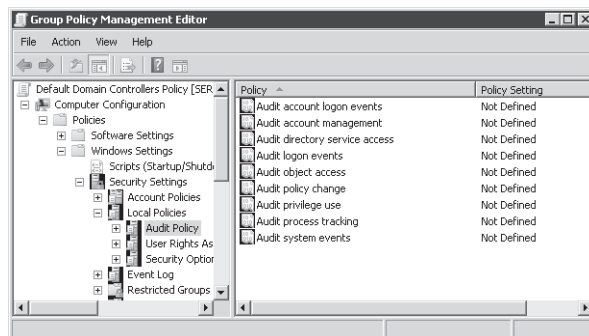 Group Policy Management Editor
File Action View Help
Default Domain Controllers Policy [SER
Computer Configuration
Policies
Software Settings
Windows Settings
Scripts (Startup/Shutd
Security Settings
Account Policies
Local Policies
Audit Policy
User Rights As
Security Option
Event Log
Restricted Groups
Policy Policy Setting
Audit account logon events Not Defined
Audit account management Not Defined
Audit directory service access Not Defined
Audit logon events Not Defined
Audit object access Not Defined
Audit policy change Not Defined
Audit privilege use Not Defined
Audit process tracking Not Defined
Audit system events Not Defined